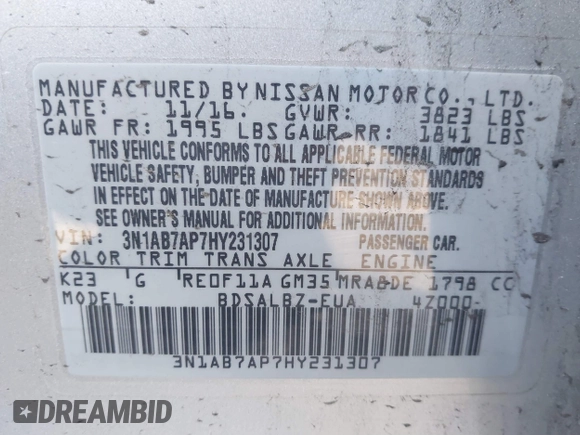 MANUFACTURED BY NISSAN MOTOR CO., LTD.
DATE: 11/16. GVWR: 3823 LBS
GAWR FR: 1995 LBS GAWR RR: 1841 LBS
THIS VEHICLE CONFORMS TO ALL APPLICABLE FEDERAL MOTOR
VEHICLE SAFETY, BUMPER AND THEFT PREVENTION STANDARDS
IN EFFECT ON THE DATE OF MANUFACTURE SHOWN ABOVE.
SEE OWNER'S MANUAL FOR ADDITIONAL INFORMATION.
VIN: 3N1AB7AP7HY231307 PASSENGER CAR.
COLOR TRIM TRANS AXLE ENGINE
K23 G RE0F11A GM35 MRA8DE 1798 CC
MODEL: BDSALBZ-EUA 4Z000-
3N1AB7AP7HY231307
DREAMBID